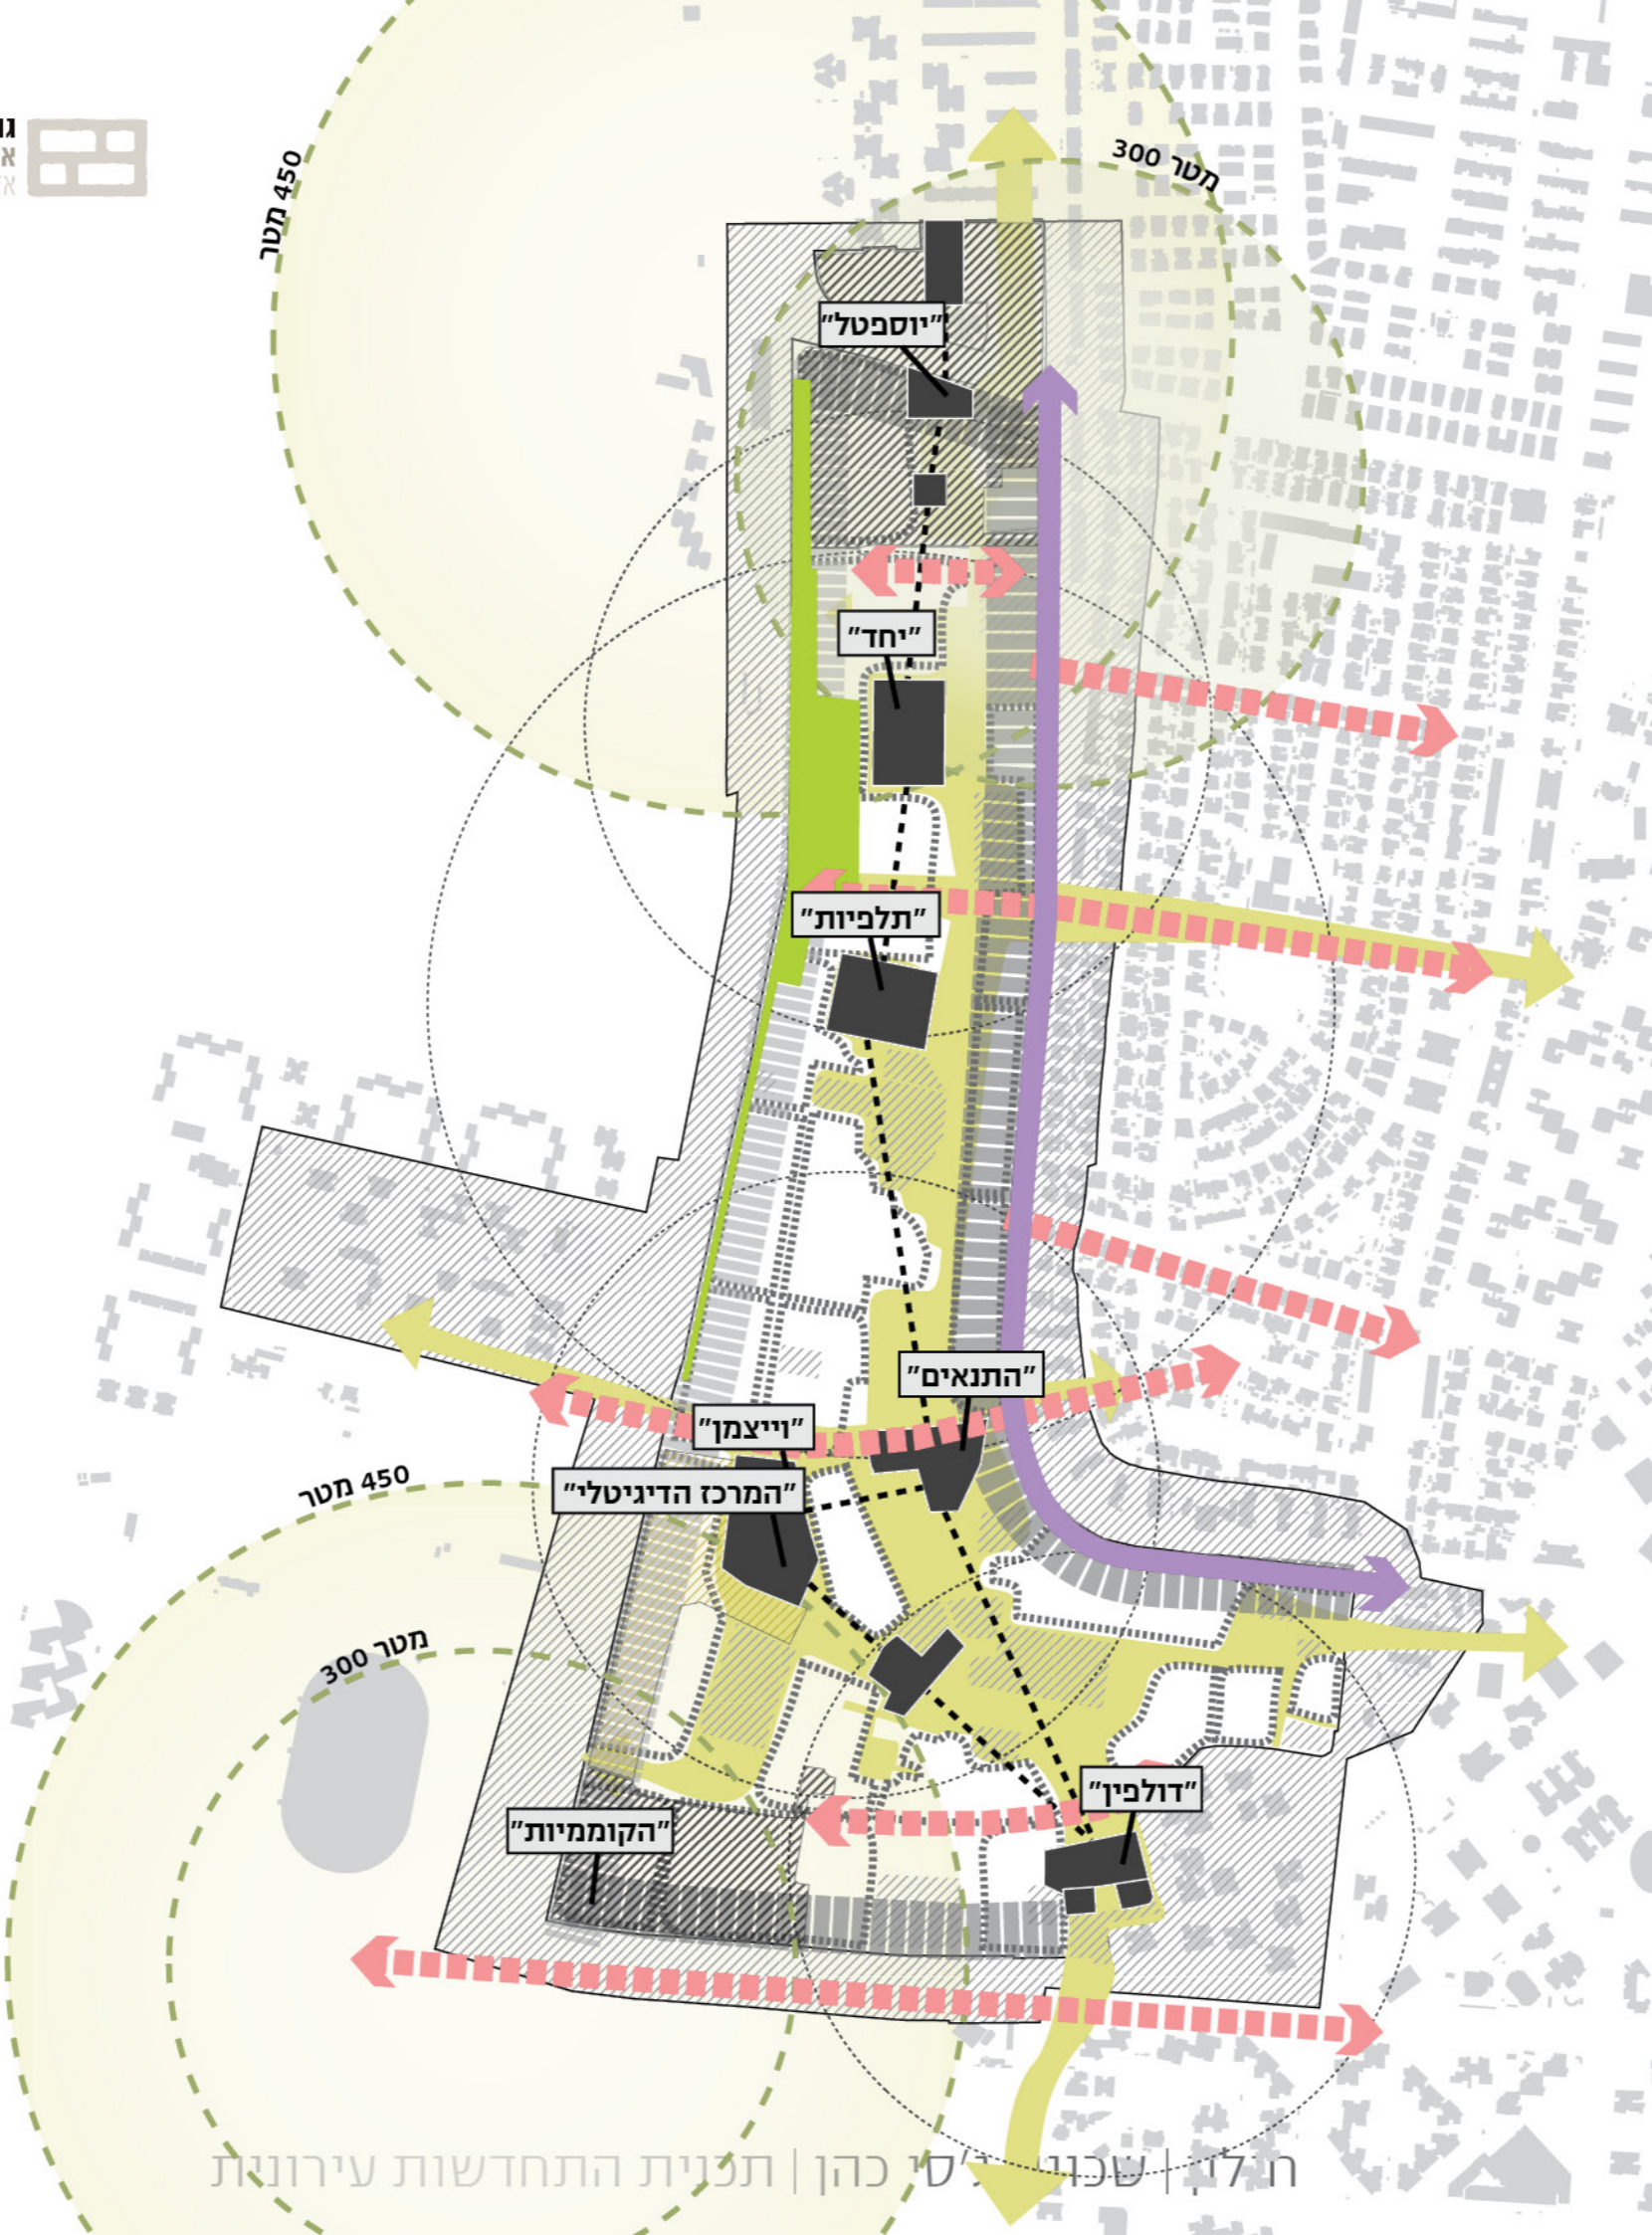 450 מטר
300 מטר
"יוספטל"
"יחד"
"תלפיות"
"התנאים"
"וייצמן"
"המרכז הדיגיטלי"
450 מטר
300 מטר
"דולפין"
"הקוממיות"
כהן | תכנית התחדשות עירונית